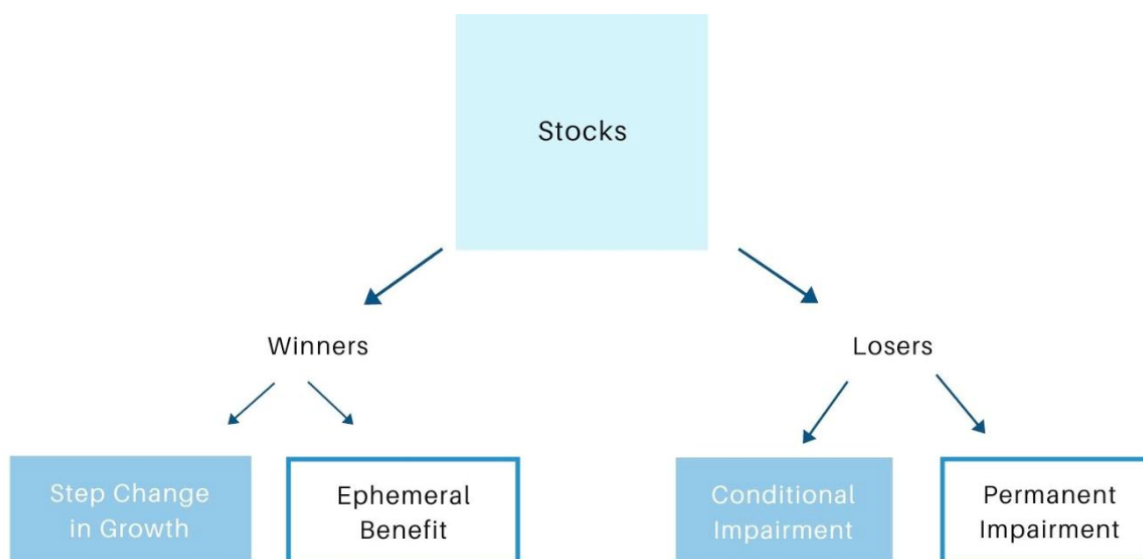 Stocks
Winners
Losers
Step Change
in Growth
Ephemeral
Benefit
Conditional
Impairment
Permanent
Impairment